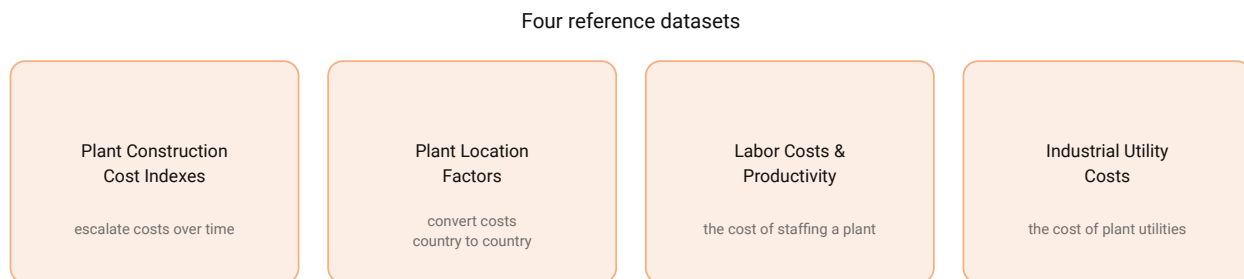 Four reference datasets
Plant Construction
Cost Indexes
escalate costs over time
Plant Location
Factors
convert costs
country to country
Labor Costs &
Productivity
the cost of staffing a plant
Industrial Utility
Costs
the cost of plant utilities